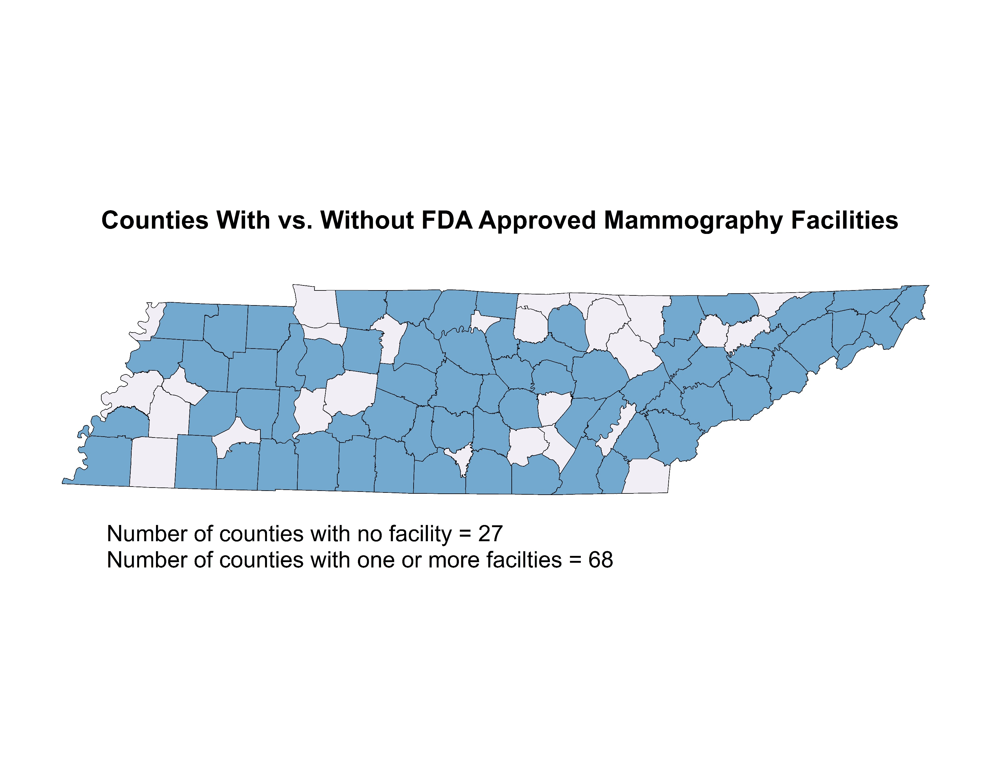 Counties With vs. Without FDA Approved Mammography Facilities
Number of counties with no facility = 27
Number of counties with one or more facilties = 68